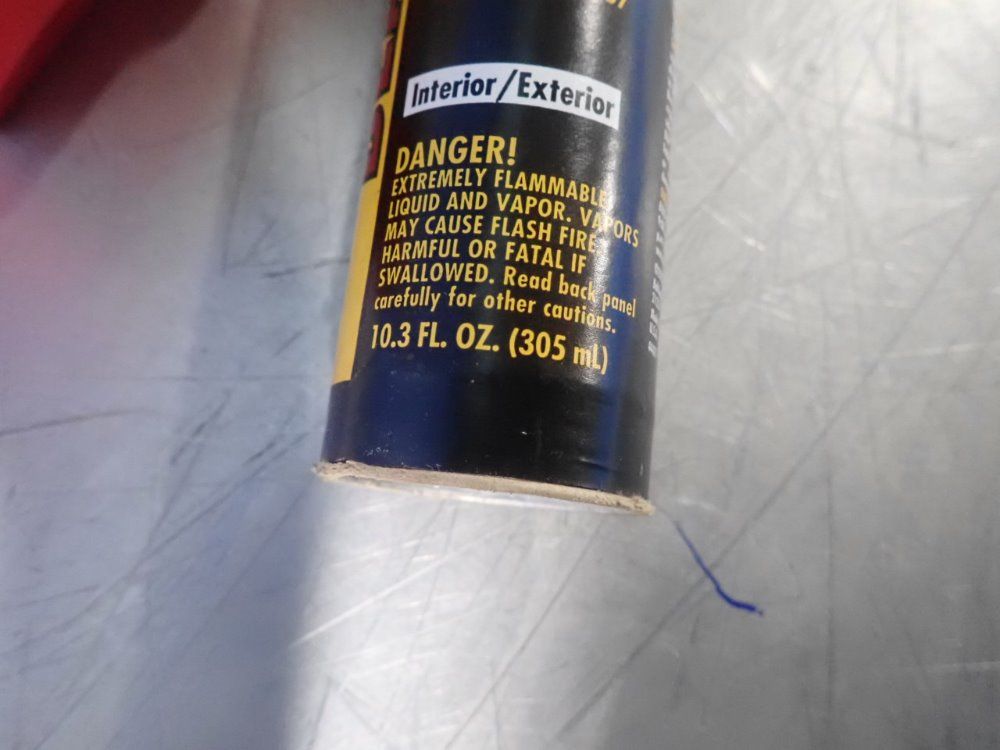 Interior/Exterior
DANGER!
EXTREMELY FLAMMABLE
LIQUID AND VAPOR. VAPORS
MAY CAUSE FLASH FIRE.
HARMFUL OR FATAL IF
SWALLOWED. Read back panel
carefully for other cautions.
10.3 FL. OZ. (305 mL)